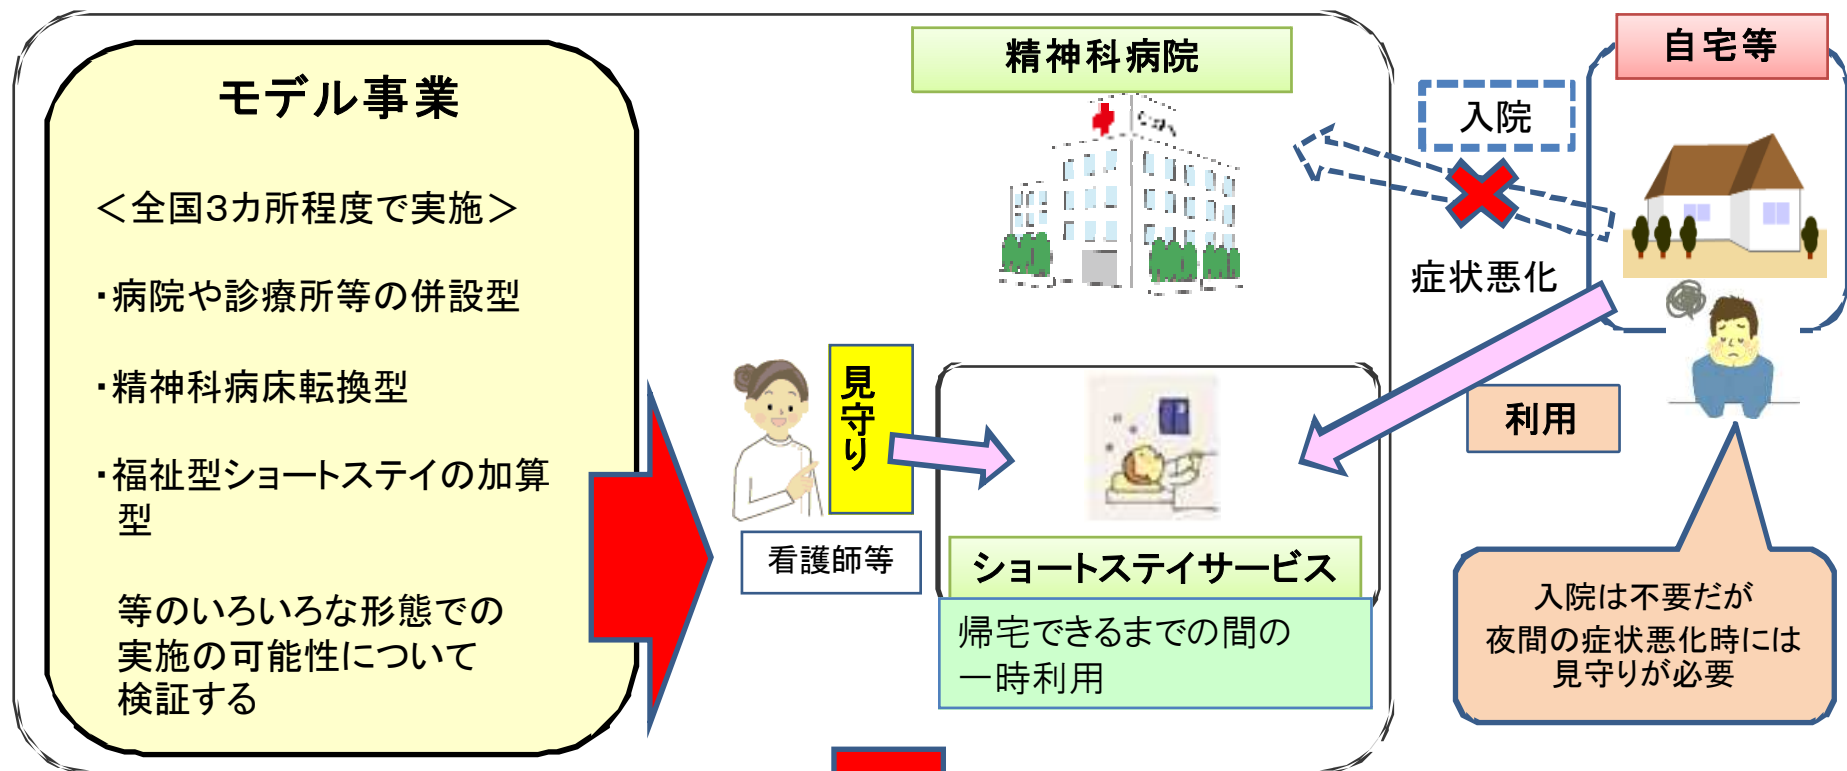 モデル事業
＜全国3カ所程度で実施＞
・病院や診療所等の併設型
・精神科病床転換型
・福祉型ショートステイの加算
型
等のいろいろな形態での
実施の可能性について
検証する
精神科病院
自宅等
入院
症状悪化
見守り
利用
看護師等
ショートステイサービス
帰宅できるまでの間の
一時利用
入院は不要だが
夜間の症状悪化時には
見守りが必要